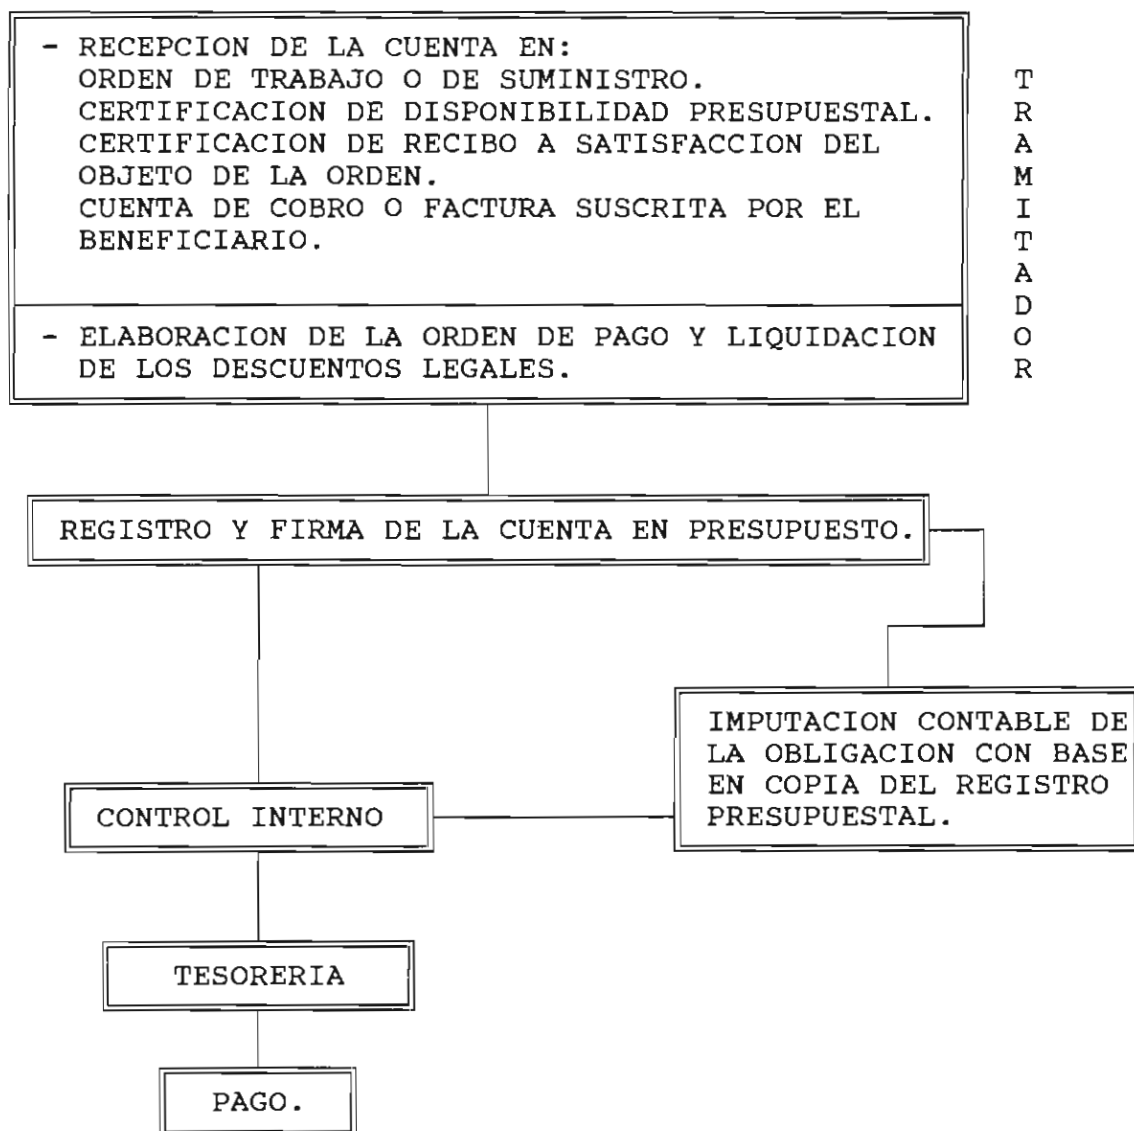 - RECEPCION DE LA CUENTA EN:
ORDEN DE TRABAJO O DE SUMINISTRO.
CERTIFICACION DE DISPONIBILIDAD PRESUPUESTAL.
CERTIFICACION DE RECIBO A SATISFACCION DEL
OBJETO DE LA ORDEN.
CUENTA DE COBRO O FACTURA SUSCRITA POR EL
BENEFICIARIO.
- ELABORACION DE LA ORDEN DE PAGO Y LIQUIDACION
DE LOS DESCUENTOS LEGALES.
TRAMITADOR
REGISTRO Y FIRMA DE LA CUENTA EN PRESUPUESTO.
IMPUTACION CONTABLE DE
LA OBLIGACION CON BASE
EN COPIA DEL REGISTRO
PRESUPUESTAL.
CONTROL INTERNO
TESORERIA
PAGO.